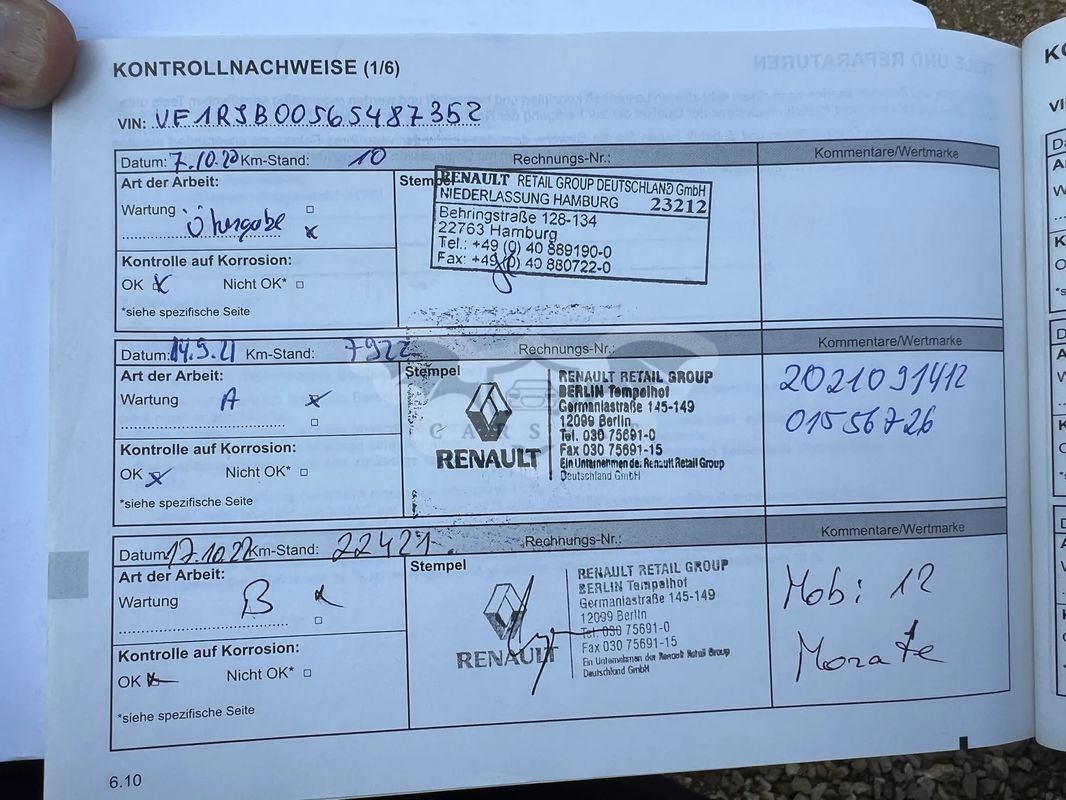 KONTROLLNACHWEISE (1/6)
VIN: VF1RJB00565487352
Datum: 7.10.20 Km-Stand: 10 Rechnungs-Nr.: Kommentare/Wertmarke
Art der Arbeit:
Wartung
Übergabe x
Kontrolle auf Korrosion:
OK x Nicht OK*
*siehe spezifische Seite
Stempel
RENAULT RETAIL GROUP DEUTSCHLAND GmbH
NIEDERLASSUNG HAMBURG 23212
Behringstraße 128-134
22763 Hamburg
Tel.: +49 (0) 40 889190-0
Fax: +49 (0) 40 880722-0
Datum: 14.9.21 Km-Stand: 7922 Rechnungs-Nr.: Kommentare/Wertmarke
Art der Arbeit:
Wartung A x
Kontrolle auf Korrosion:
OK x Nicht OK*
*siehe spezifische Seite
Stempel
RENAULT
RENAULT RETAIL GROUP
BERLIN Tempelhof
Germaniastraße 145-149
12099 Berlin
Tel. 030 75691-0
Fax 030 75691-15
Ein Unternehmen der Renault Retail Group
Deutschland GmbH
2021091412
01556726
Datum: 17.10.22 Km-Stand: 22421. Rechnungs-Nr.: Kommentare/Wertmarke
Art der Arbeit:
Wartung B x
Kontrolle auf Korrosion:
OK x Nicht OK*
*siehe spezifische Seite
Stempel
RENAULT
RENAULT RETAIL GROUP
BERLIN Tempelhof
Germaniastraße 145-149
12099 Berlin
Tel. 030 75691-0
Fax 030 75691-15
Ein Unternehmen der Renault Retail Group
Deutschland GmbH
Mobi 12
Monate
6.10